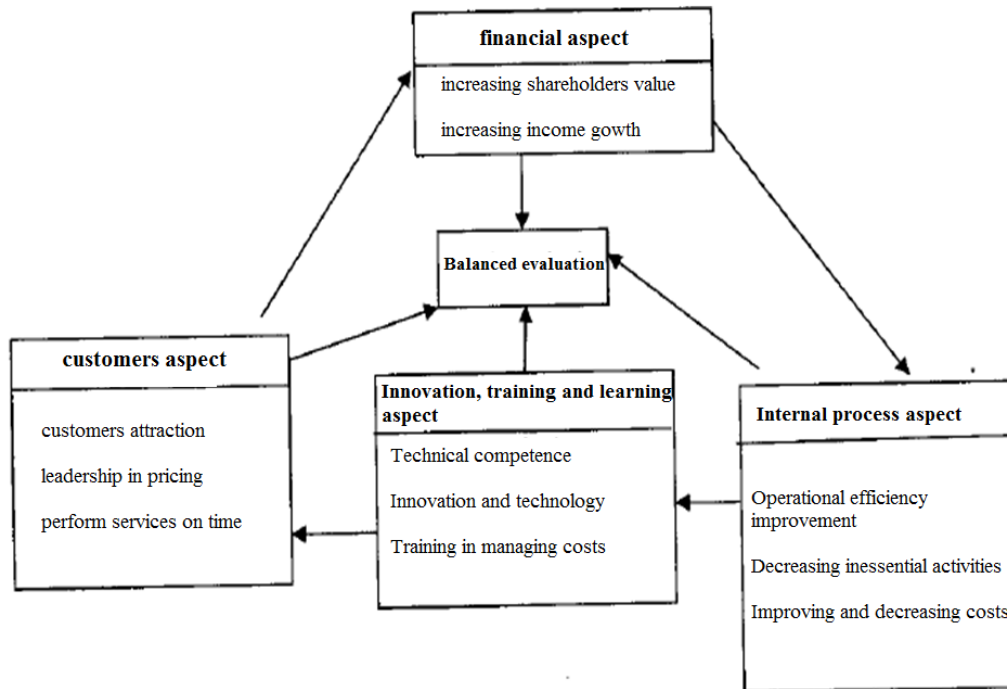 financial aspect
increasing shareholders value
increasing income gowth
Balanced evaluation
customers aspect
customers attraction
leadership in pricing
perform services on time
Innovation, training and learning
aspect
Technical competence
Innovation and technology
Training in managing costs
Internal process aspect
Operational efficiency
improvement
Decreasing inessential activities
Improving and decreasing costs